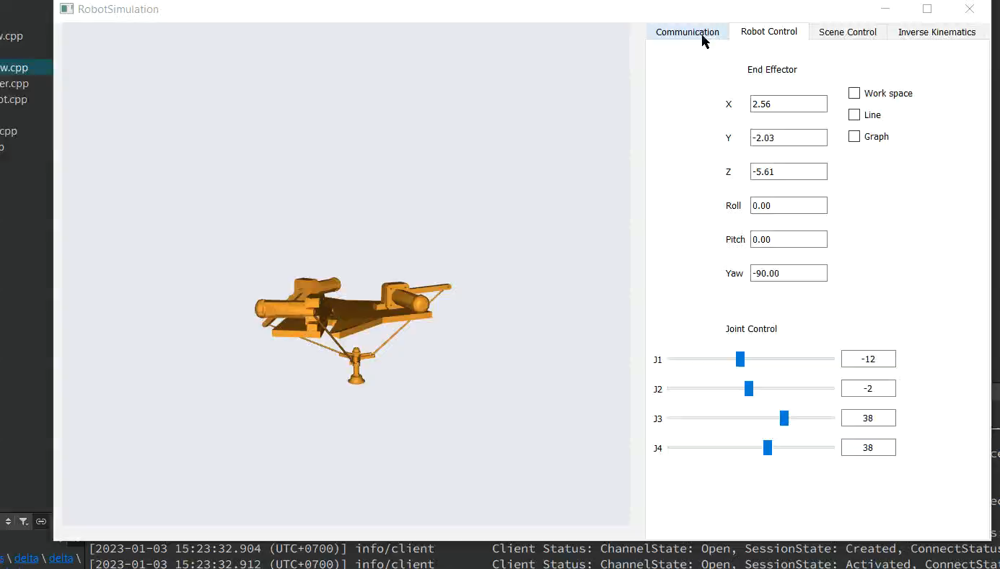 RobotSimulation
w.cpp
w.cpp
er.cpp
ot.cpp
cpp
Communication Robot Control Scene Control Inverse Kinematics
End Effector
X 2.56
Y -2.03
Z -5.61
Roll 0.00
Pitch 0.00
Yaw -90.00
Work space
Line
Graph
Joint Control
J1 -12
J2 -2
J3 38
J4 38
s \ delta \ delta \
[2023-01-03 15:23:32.904 (UTC+0700)] info/client Client Status: ChannelState: Open, SessionState: Created, ConnectStatus
[2023-01-03 15:23:32.912 (UTC+0700)] info/client Client Status: ChannelState: Open, SessionState: Activated, ConnectStat